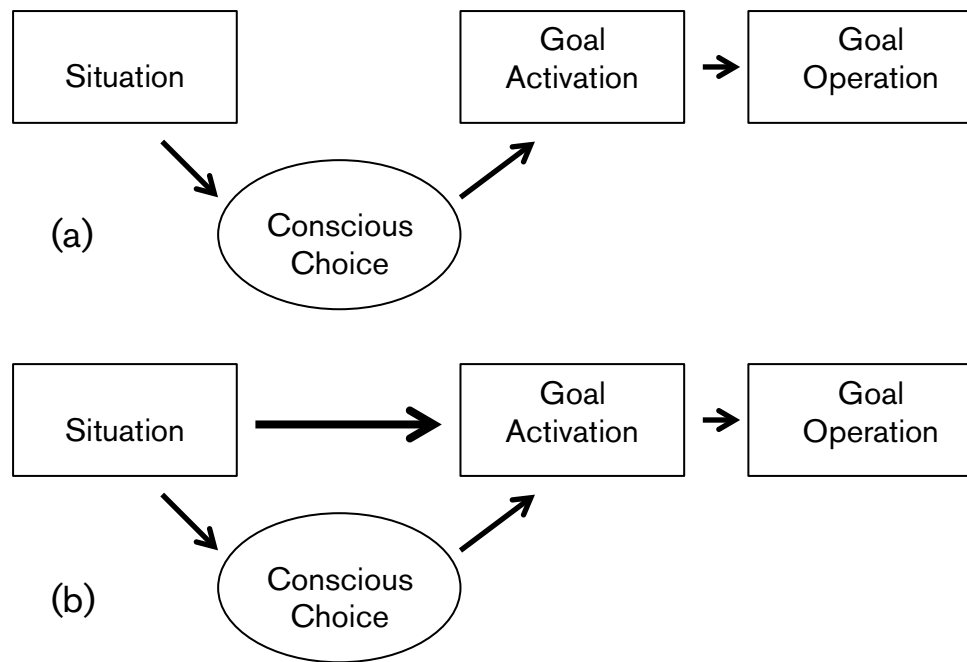 Situation
Goal
Activation
Goal
Operation
(a)
Conscious
Choice
Situation
Goal
Activation
Goal
Operation
(b)
Conscious
Choice